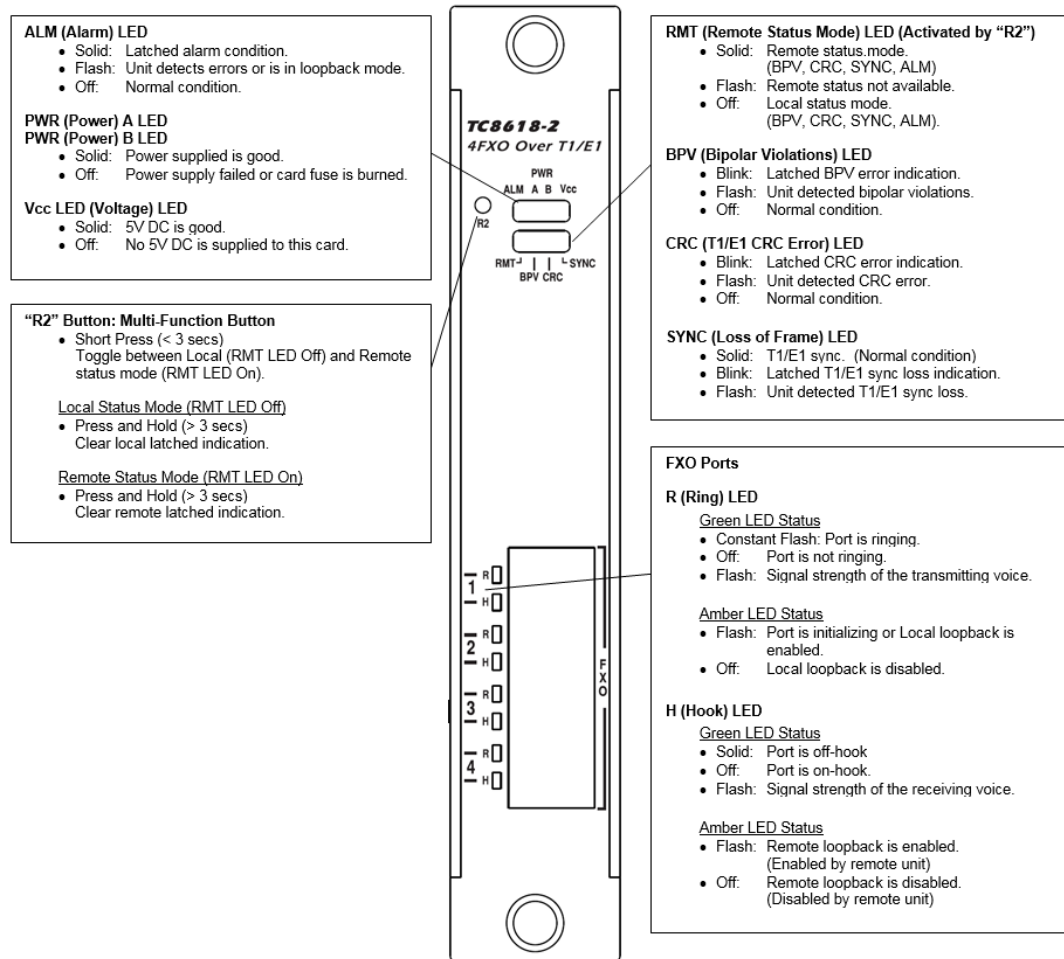 ALM (Alarm) LED
• Solid: Latched alarm condition.
• Flash: Unit detects errors or is in loopback mode.
• Off: Normal condition.
PWR (Power) A LED
PWR (Power) B LED
• Solid: Power supplied is good.
• Off: Power supply failed or card fuse is burned.
Vcc LED (Voltage) LED
• Solid: 5V DC is good.
• Off: No 5V DC is supplied to this card.
"R2" Button: Multi-Function Button
• Short Press (< 3 secs)
Toggle between Local (RMT LED Off) and Remote
status mode (RMT LED On).
Local Status Mode (RMT LED Off)
• Press and Hold (> 3 secs)
Clear local latched indication.
Remote Status Mode (RMT LED On)
• Press and Hold (> 3 secs)
Clear remote latched indication.
TC8618-2
4FXO Over T1/E1
PWR
ALM A B Vcc
R2
RMT SYNC
BPV CRC
R
1
H
R
2
H
R
3
H
R
4
H
FXO
RMT (Remote Status Mode) LED (Activated by "R2")
• Solid: Remote status.mode.
(BPV, CRC, SYNC, ALM)
• Flash: Remote status not available.
• Off: Local status mode.
(BPV, CRC, SYNC, ALM).
BPV (Bipolar Violations) LED
• Blink: Latched BPV error indication.
• Flash: Unit detected bipolar violations.
• Off: Normal condition.
CRC (T1/E1 CRC Error) LED
• Blink: Latched CRC error indication.
• Flash: Unit detected CRC error.
• Off: Normal condition.
SYNC (Loss of Frame) LED
• Solid: T1/E1 sync. (Normal condition)
• Blink: Latched T1/E1 sync loss indication.
• Flash: Unit detected T1/E1 sync loss.
FXO Ports
R (Ring) LED
Green LED Status
• Constant Flash: Port is ringing.
• Off: Port is not ringing.
• Flash: Signal strength of the transmitting voice.
Amber LED Status
• Flash: Port is initializing or Local loopback is
enabled.
• Off: Local loopback is disabled.
H (Hook) LED
Green LED Status
• Solid: Port is off-hook
• Off: Port is on-hook.
• Flash: Signal strength of the receiving voice.
Amber LED Status
• Flash: Remote loopback is enabled.
(Enabled by remote unit)
• Off: Remote loopback is disabled.
(Disabled by remote unit)